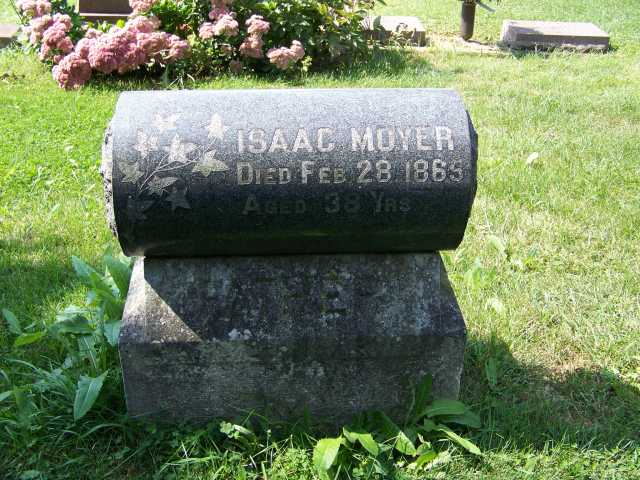 ISAAC MOYER
DIED FEB 28 1865
AGED 38 YRS